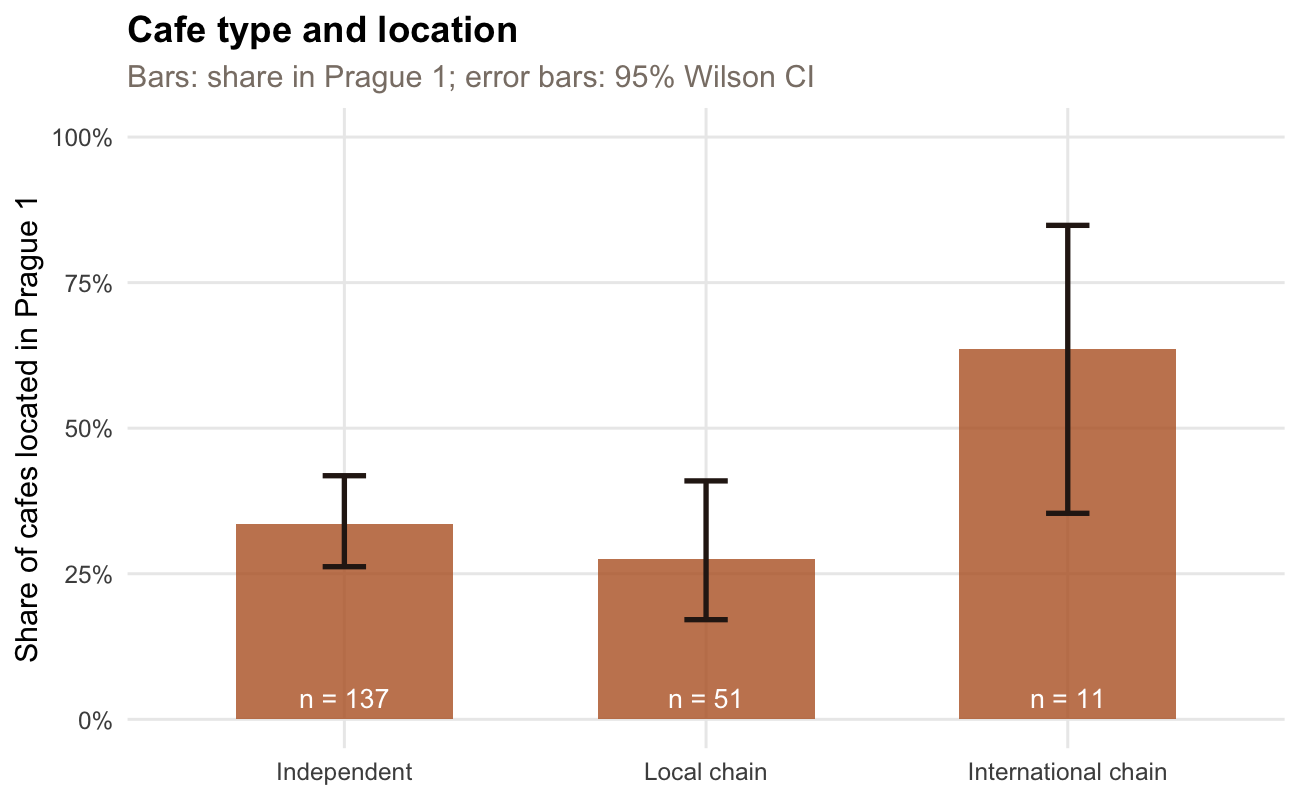 Cafe type and location
Bars: share in Prague 1; error bars: 95% Wilson CI
Share of cafes located in Prague 1
100%
75%
50%
25%
0%
n = 137
n = 51
n = 11
Independent
Local chain
International chain